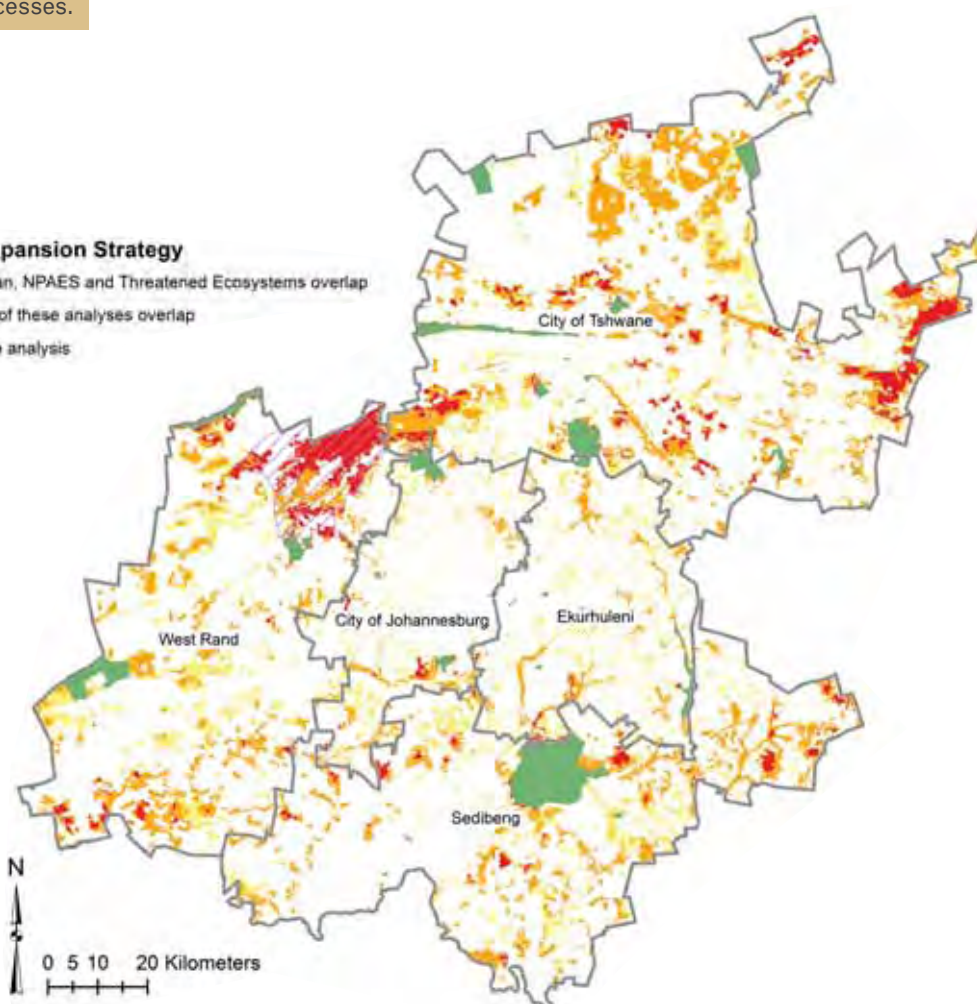 cesses.
pansion Strategy
n, NPAES and Threatened Ecosystems overlap
of these analyses overlap
analysis
City of Tshwane
City of Johannesburg
Ekurhuleni
West Rand
Sedibeng
N
0 5 10 20 Kilometers